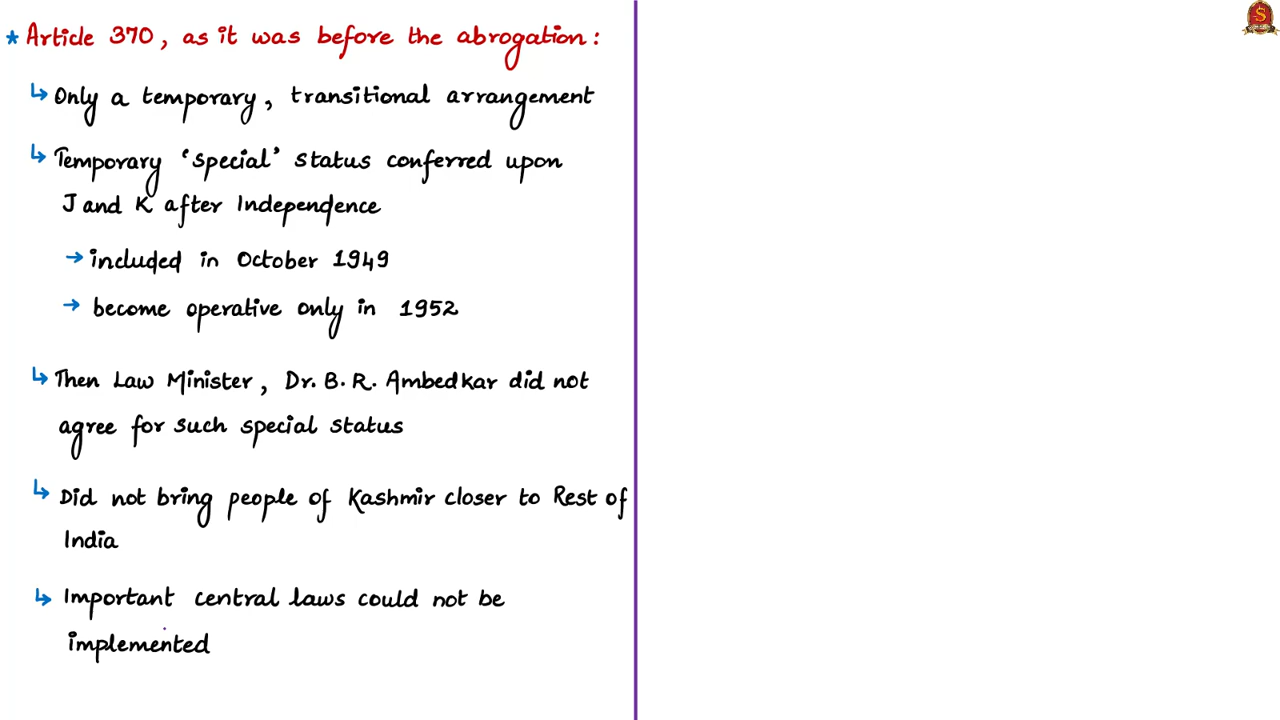 * Article 370, as it was before the abrogation:
↳ Only a temporary, transitional arrangement
↳ Temporary 'special' status conferred upon
J and K after Independence
→ included in October 1949
→ become operative only in 1952
↳ Then Law Minister, Dr. B. R. Ambedkar did not
agree for such special status
↳ Did not bring people of Kashmir closer to Rest of
India
↳ Important central laws could not be
implemented